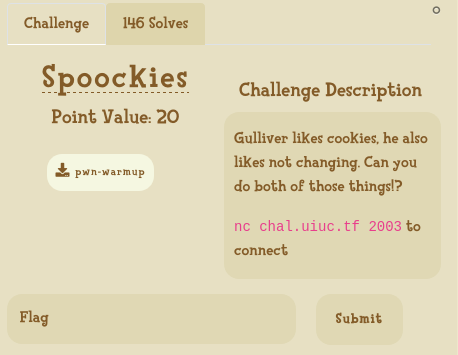 Challenge
146 Solves
Spoockies
Point Value: 20
pwn-warmup
Challenge Description
Gulliver likes cookies, he also
likes not changing. Can you
do both of those things!?
nc chal.uiuc.tf 2003 to
connect
Flag
Submit